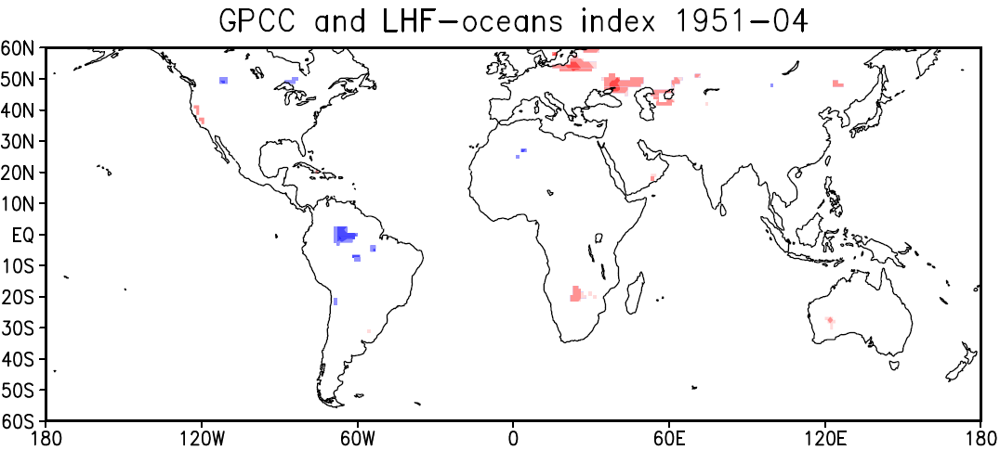 GPCC and LHF-oceans index 1951-04
60N
50N
40N
30N
20N
10N
EQ
10S
20S
30S
40S
50S
60S
180 120W 60W 0 60E 120E 180